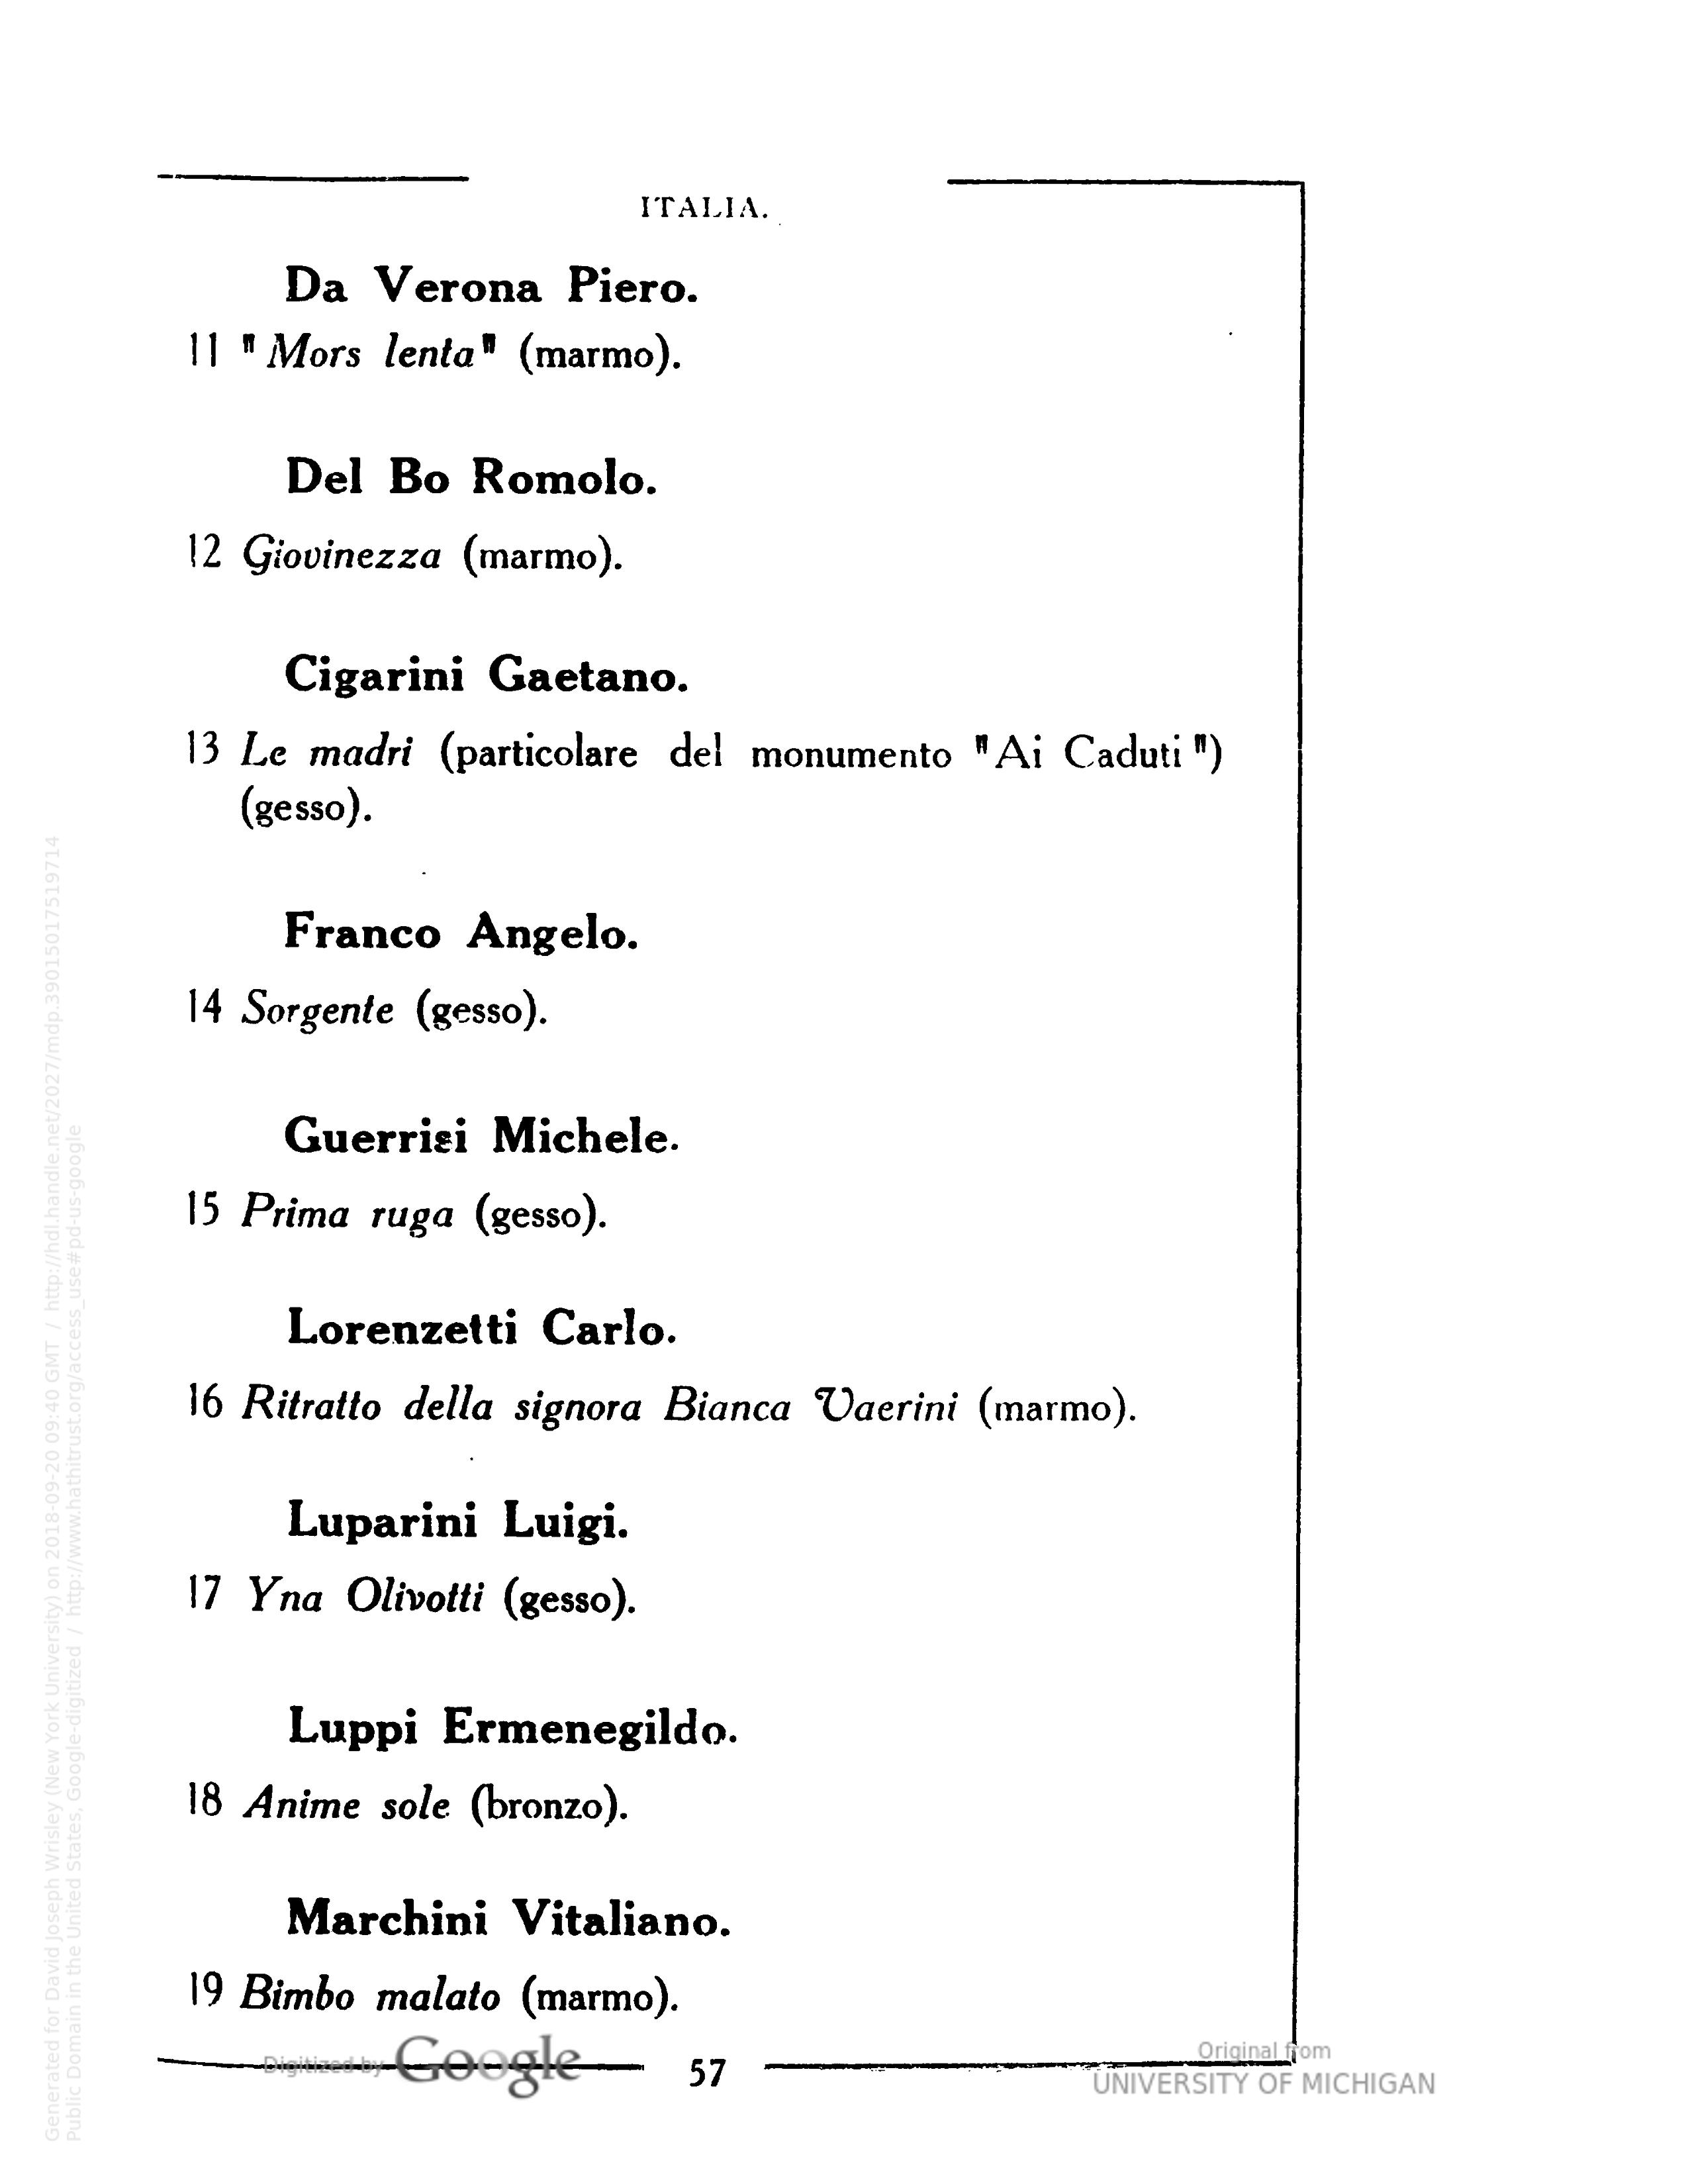 ITALIA.
Da Verona Piero.
11 "Mors lenta" (marmo).
Del Bo Romolo.
12 Giovinezza (marmo).
Cigarini Gaetano.
13 Le madri (particolare del monumento "Ai Caduti")
(gesso).
Franco Angelo.
14 Sorgente (gesso).
Guerrisi Michele.
15 Prima ruga (gesso).
Lorenzetti Carlo.
16 Ritratto della signora Bianca Vaerini (marmo).
Luparini Luigi.
17 Yna Olivotti (gesso).
Luppi Ermenegildo.
18 Anime sole (bronzo).
Marchini Vitaliano.
19 Bimbo malato (marmo).
57
Digitized by Google
Original from
UNIVERSITY OF MICHIGAN
Generated for David Joseph Wrisley (New York University) on 2018-09-20 09:40 GMT / http://hdl.handle.net/2027/mdp.39015017519714
Public Domain in the United States, Google-digitized / http://www.hathitrust.org/access_use#pd-us-google